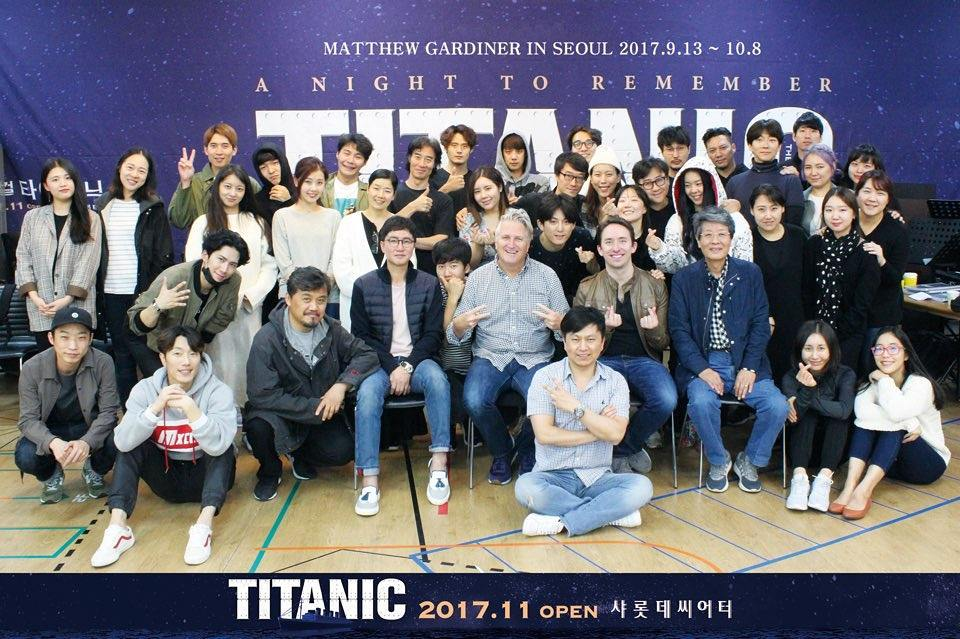 MATTHEW GARDINER IN SEOUL 2017.9.13 ~ 10.8
A NIGHT TO REMEMBER
TITANIC
TITANIC 2017.11 OPEN 샤롯데씨어터